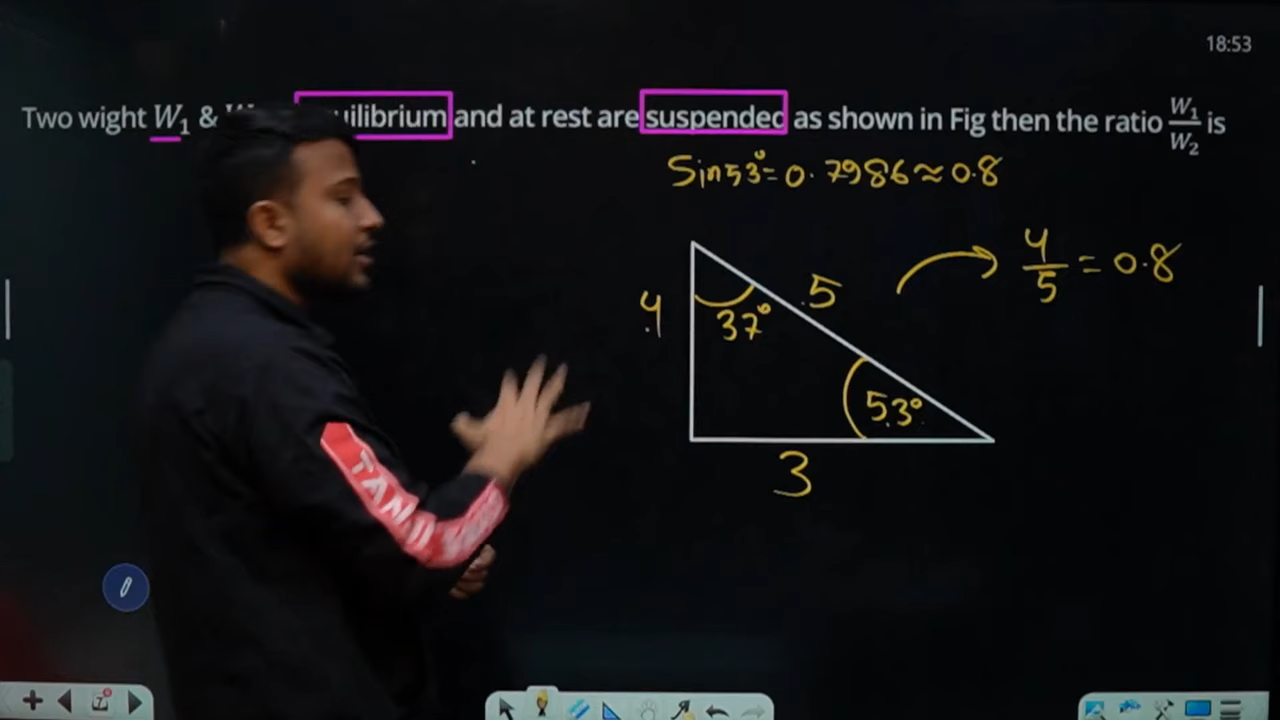 18:53
Two wight W₁ & uilibrium and at rest are suspended as shown in Fig then the ratio W₁/W₂ is
Sin53°=0.7986≈0.8
4/5 = 0.8
5
4
37°
53°
3
TAN